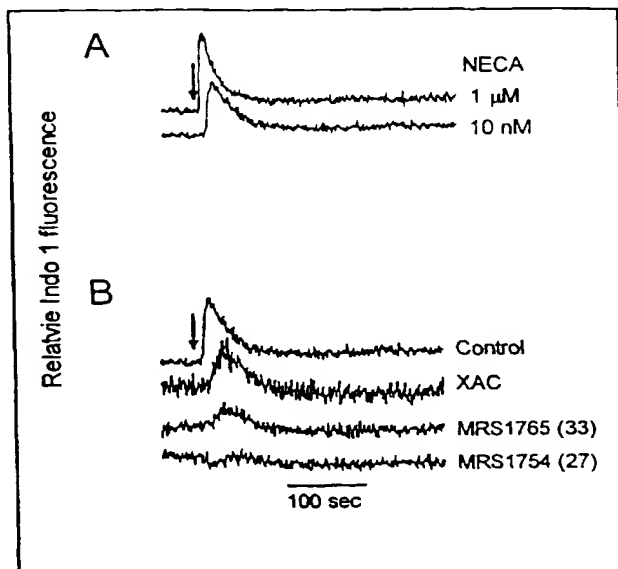 A
NECA
1 µM
10 nM
Relatvie Indo 1 fluorescence
B
Control
XAC
MRS1765 (33)
MRS1754 (27)
100 sec